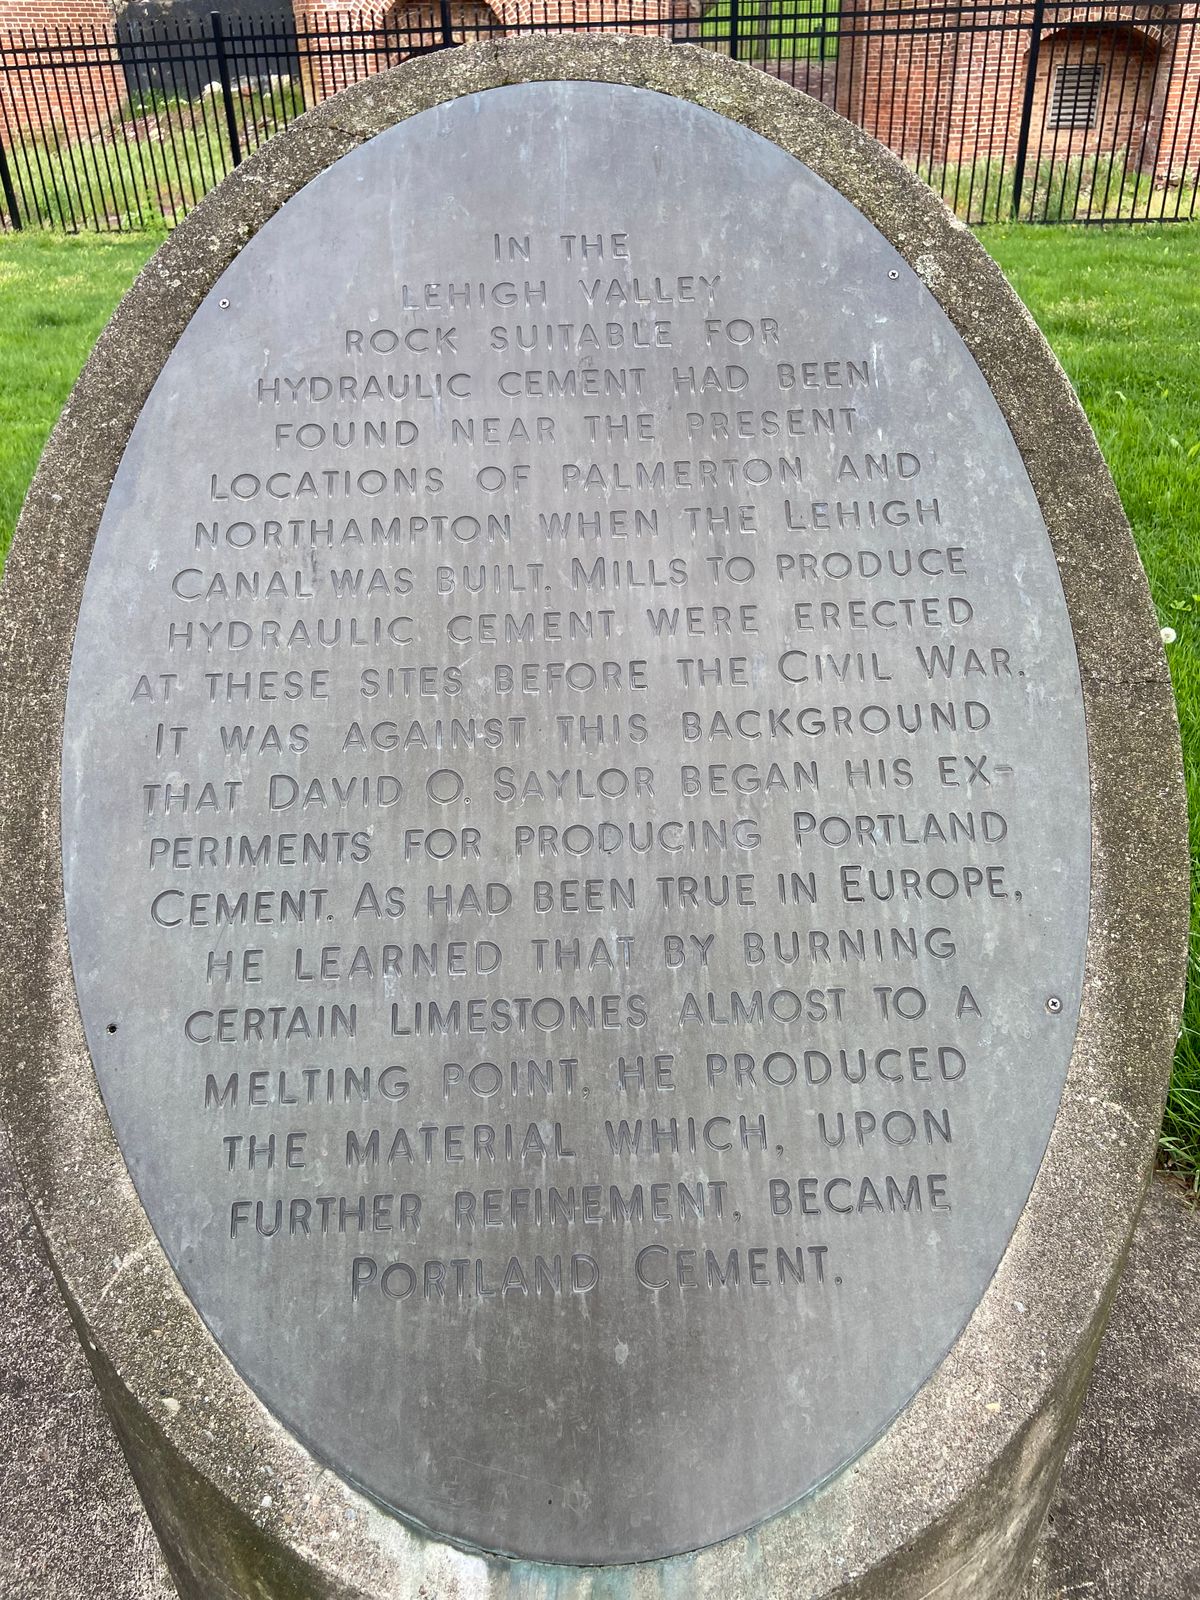 IN THE
LEHIGH VALLEY
ROCK SUITABLE FOR
HYDRAULIC CEMENT HAD BEEN
FOUND NEAR THE PRESENT
LOCATIONS OF PALMERTON AND
NORTHAMPTON WHEN THE LEHIGH
CANAL WAS BUILT. MILLS TO PRODUCE
HYDRAULIC CEMENT WERE ERECTED
AT THESE SITES BEFORE THE CIVIL WAR.
IT WAS AGAINST THIS BACKGROUND
THAT DAVID O. SAYLOR BEGAN HIS EX-
PERIMENTS FOR PRODUCING PORTLAND
CEMENT. AS HAD BEEN TRUE IN EUROPE,
HE LEARNED THAT BY BURNING
CERTAIN LIMESTONES ALMOST TO A
MELTING POINT, HE PRODUCED
THE MATERIAL WHICH, UPON
FURTHER REFINEMENT, BECAME
PORTLAND CEMENT.